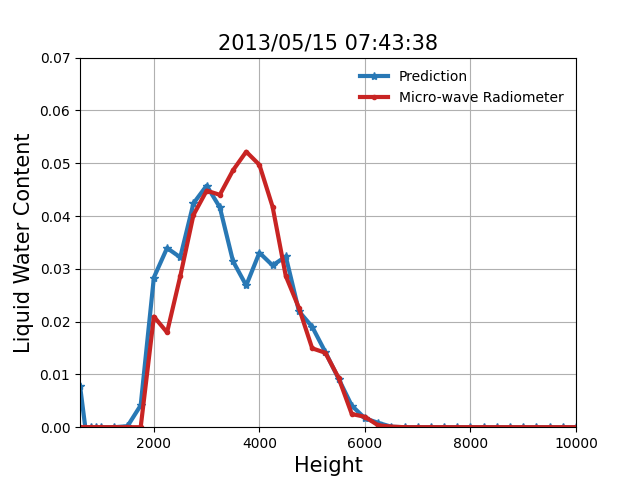 2013/05/15 07:43:38
0.07
0.06
0.05
0.04
0.03
0.02
0.01
0.00
Liquid Water Content
Prediction
Micro-wave Radiometer
2000 4000 6000 8000 10000
Height